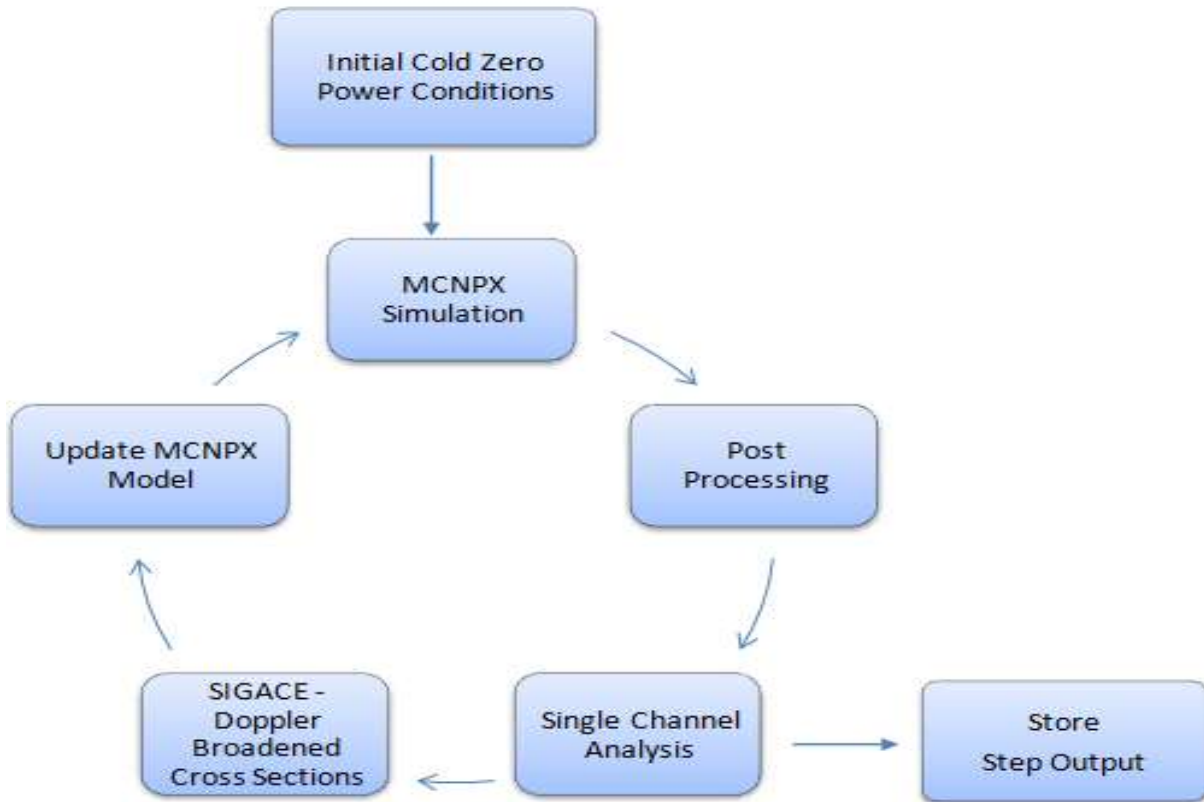 Initial Cold Zero
Power Conditions
MCNPX
Simulation
Update MCNPX
Model
Post
Processing
SIGACE -
Doppler
Broadened
Cross Sections
Single Channel
Analysis
Store
Step Output